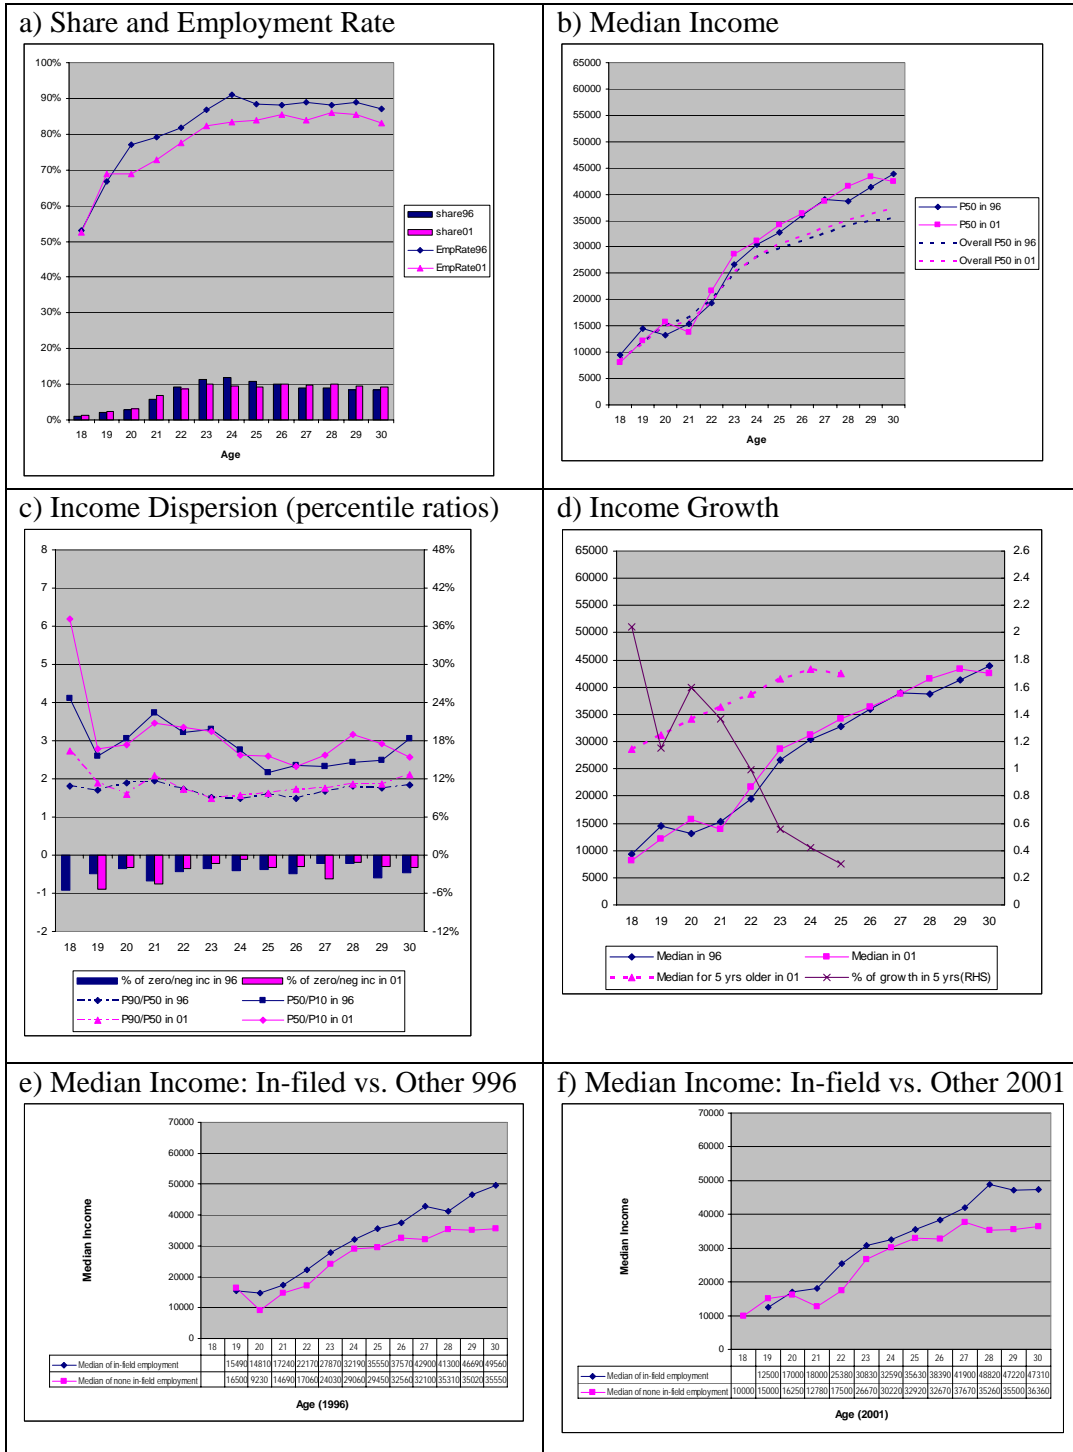 a) Share and Employment Rate
100%
90%
80%
70%
60%
50%
40%
30%
20%
10%
0%
18 19 20 21 22 23 24 25 26 27 28 29 30
Age
share96
share01
EmpRate96
EmpRate01
b) Median Income
65000
60000
55000
50000
45000
40000
35000
30000
25000
20000
15000
10000
5000
0
18 19 20 21 22 23 24 25 26 27 28 29 30
Age
P50 in 96
P50 in 01
Overall P50 in 96
Overall P50 in 01
c) Income Dispersion (percentile ratios)
8 48%
7 42%
6 36%
5 30%
4 24%
3 18%
2 12%
1 6%
0 0%
-1 -6%
-2 -12%
18 19 20 21 22 23 24 25 26 27 28 29 30
% of zero/neg inc in 96 % of zero/neg inc in 01
P90/P50 in 96 P50/P10 in 96
P90/P50 in 01 P50/P10 in 01
d) Income Growth
65000 2.6
60000 2.4
55000 2.2
50000 2
45000 1.8
40000 1.6
35000 1.4
30000 1.2
25000 1
20000 0.8
15000 0.6
10000 0.4
5000 0.2
0 0
18 19 20 21 22 23 24 25 26 27 28 29 30
Median in 96 Median in 01
Median for 5 yrs older in 01 % of growth in 5 yrs(RHS)
e) Median Income: In-filed vs. Other 996
Median Income
70000
60000
50000
40000
30000
20000
10000
0
18 19 20 21 22 23 24 25 26 27 28 29 30
Median of in-field employment 15490 14810 17240 22170 27870 32190 35550 37570 42900 41300 46690 49560
Median of none in-field employment 16500 9230 14690 17060 24030 29060 29450 32560 32100 35310 35020 35550
Age (1996)
f) Median Income: In-field vs. Other 2001
Median Income
70000
60000
50000
40000
30000
20000
10000
0
18 19 20 21 22 23 24 25 26 27 28 29 30
Median of in-field employment 12500 17000 18000 25380 30830 32590 35630 38390 41900 48820 47220 47310
Median of none in-field employment 10000 15000 16250 12780 17500 26670 30220 32920 32670 37670 35260 35500 36360
Age (2001)